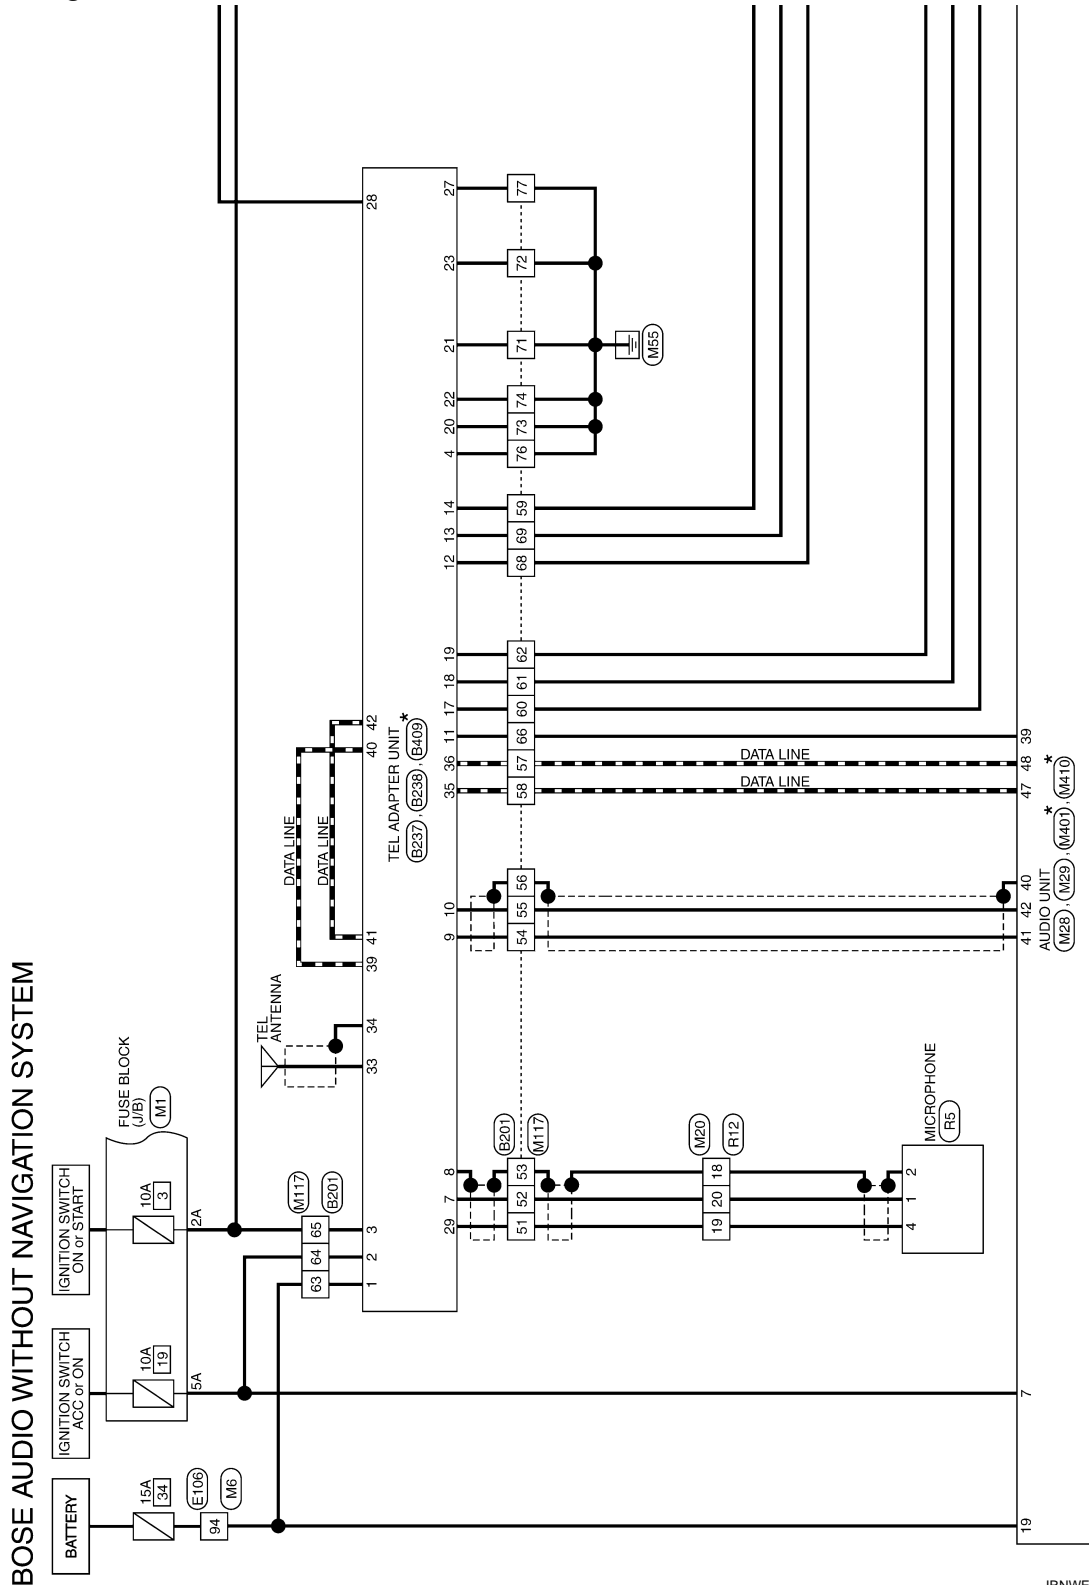 BOSE AUDIO WITHOUT NAVIGATION SYSTEM
BATTERY
IGNITION SWITCH
ACC or ON
IGNITION SWITCH
ON or START
15A
34
10A
19
10A
3
FUSE BLOCK
(J/B)
M1
E106
M6
94
5A
2A
M117
B201
63
64
65
1
2
3
TEL
ANTENNA
33
34
39
41
40
42
28
DATA LINE
DATA LINE
TEL ADAPTER UNIT
B237 , B238 , B409 *
29
7
8
9
10
35
36
11
17
18
19
12
13
14
4
20
22
21
23
27
B201
M117
51
52
53
54
55
56
58
57
66
60
61
62
68
69
59
76
73
74
71
72
77
M55
M20
R12
19
20
18
DATA LINE
DATA LINE
MICROPHONE
R5
4
1
2
19
7
41
42
40
47
48
39
AUDIO UNIT
M28 , M29 , M401 * , M410 *